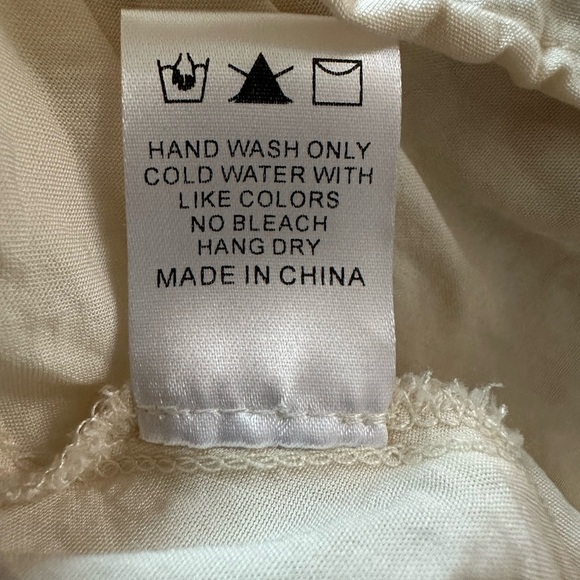 HAND WASH ONLY
COLD WATER WITH
LIKE COLORS
NO BLEACH
HANG DRY
MADE IN CHINA